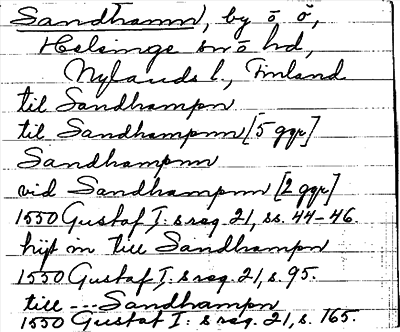 Sandhamn, by ö ō,
Helsinge snō hd,
Nylands l., Finland
til Sandhampn
til Sandhampnn [5 ggr]
Sandhampnn
vid Sandhampnn [2 ggr]
1550 Gustaf I: s reg. 21, ss. 44-46.
hijt in till Sandhampn
1550 Gustaf I: s reg. 21, s. 95.
till --- Sandhampn
1550 Gustaf I: s reg. 21, s. 165.